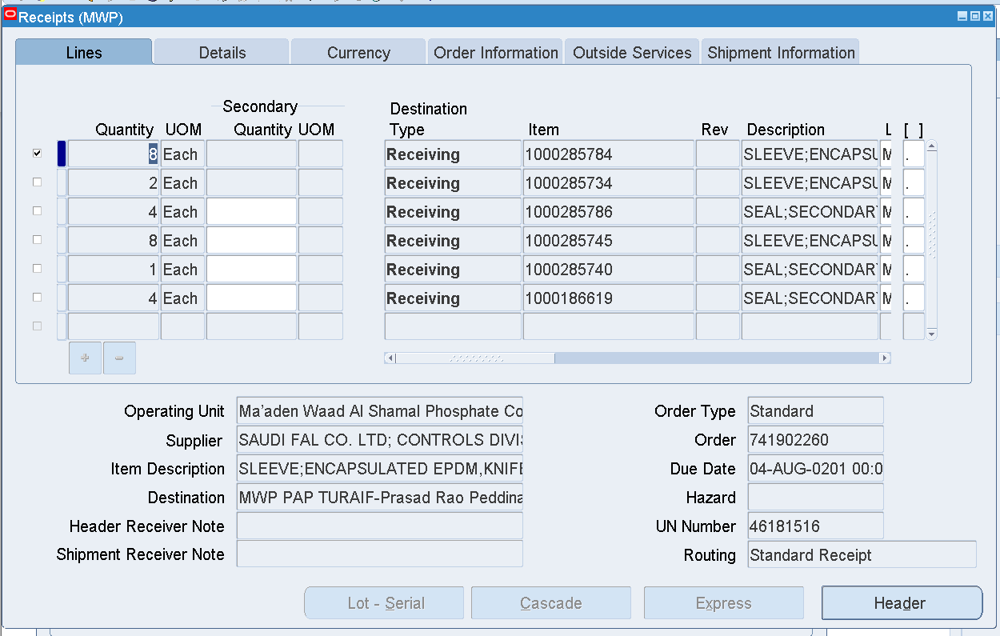 Receipts (MWP)
Lines Details Currency Order Information Outside Services Shipment Information
Secondary Destination
Quantity UOM Quantity UOM Type Item Rev Description L [ ]
8 Each Receiving 1000285784 SLEEVE;ENCAPSU M .
2 Each Receiving 1000285734 SLEEVE;ENCAPSU M .
4 Each Receiving 1000285786 SEAL;SECONDARY M .
8 Each Receiving 1000285745 SLEEVE;ENCAPSU M .
1 Each Receiving 1000285740 SEAL;SECONDARY M .
4 Each Receiving 1000186619 SEAL;SECONDARY M .
+ -
Operating Unit Ma'aden Waad Al Shamal Phosphate Co
Supplier SAUDI FAL CO. LTD; CONTROLS DIVIS
Item Description SLEEVE;ENCAPSULATED EPDM,KNIFE
Destination MWP PAP TURAIF-Prasad Rao Peddina
Header Receiver Note
Shipment Receiver Note
Order Type Standard
Order 741902260
Due Date 04-AUG-0201 00:0
Hazard
UN Number 46181516
Routing Standard Receipt
Lot - Serial Cascade Express Header